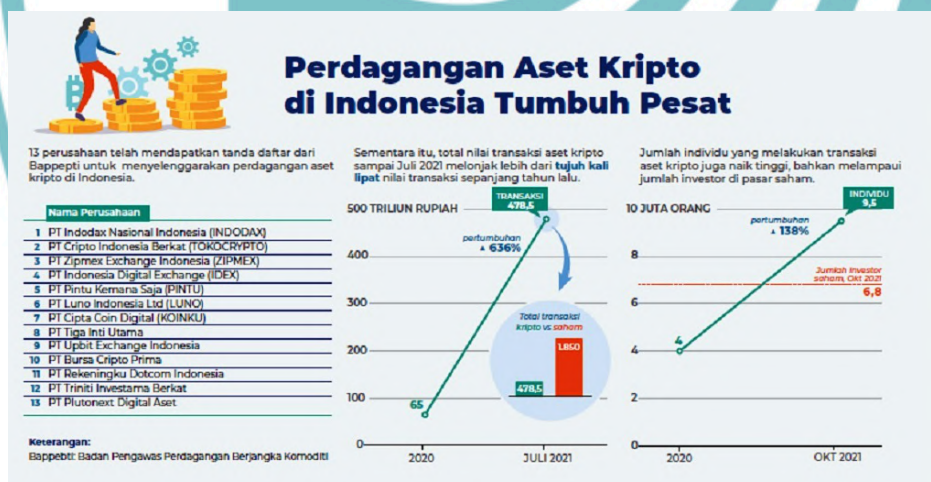 Perdagangan Aset Kripto
di Indonesia Tumbuh Pesat
13 perusahaan telah mendapatkan tanda daftar dari
Bappepti untuk menyelenggarakan perdagangan aset
kripto di Indonesia.
Nama Perusahaan
1 PT Indodax Nasional Indonesia (INDODAX)
2 PT Cripto Indonesia Berkat (TOKOCRYPTO)
3 PT Zipmex Exchange Indonesia (ZIPMEX)
4 PT Indonesia Digital Exchange (IDEX)
5 PT Pintu Kemana Saja (PINTU)
6 PT Luno Indonesia Ltd (LUNO)
7 PT Cipta Coin Digital (KOINKU)
8 PT Tiga Inti Utama
9 PT Upbit Exchange Indonesia
10 PT Bursa Cripto Prima
11 PT Rekeningku Dotcom Indonesia
12 PT Triniti Investama Berkat
13 PT Plutonext Digital Aset
Keterangan:
Bappebti: Badan Pengawas Perdagangan Berjangka Komoditi
Sementara itu, total nilai transaksi aset kripto
sampai Juli 2021 melonjak lebih dari tujuh kali
lipat nilai transaksi sepanjang tahun lalu.
TRANSAKSI
478,5
500 TRILIUN RUPIAH
pertumbuhan
▲ 636%
400
300
Total transaksi
kripto vs saham
1.850
200
478,5
100
65
0
2020
JULI 2021
Jumlah individu yang melakukan transaksi
aset kripto juga naik tinggi, bahkan melampaui
jumlah investor di pasar saham.
INDIVIDU
9,5
10 JUTA ORANG
pertumbuhan
▲ 138%
8
Jumlah investor
saham, Okt 2021
6,8
6
4
4
2
0
2020
OKT 2021